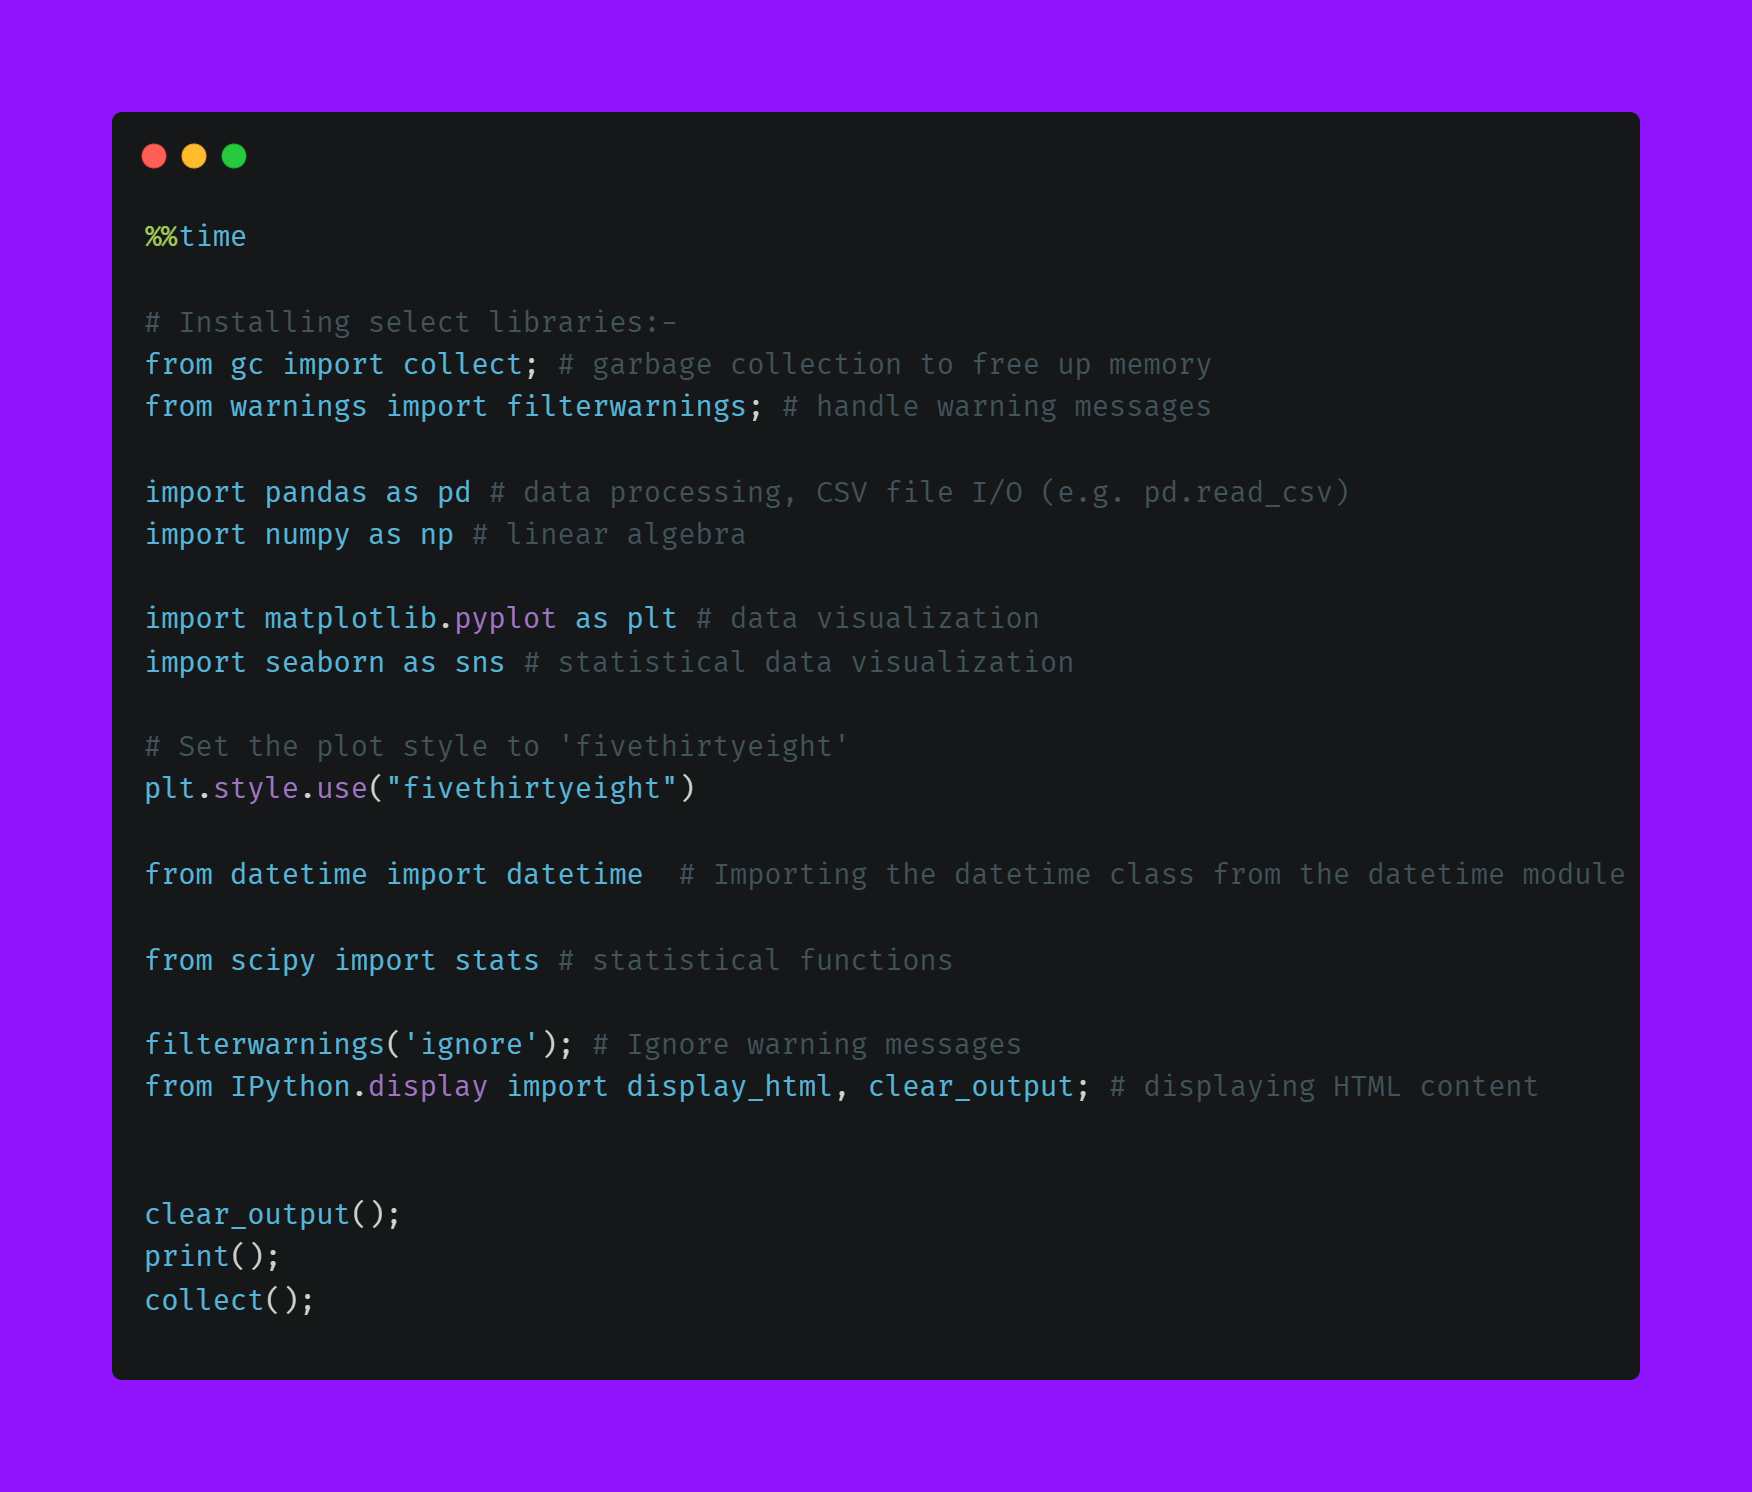 %%time
# Installing select libraries:-
from gc import collect; # garbage collection to free up memory
from warnings import filterwarnings; # handle warning messages
import pandas as pd # data processing, CSV file I/O (e.g. pd.read_csv)
import numpy as np # linear algebra
import matplotlib.pyplot as plt # data visualization
import seaborn as sns # statistical data visualization
# Set the plot style to 'fivethirtyeight'
plt.style.use("fivethirtyeight")
from datetime import datetime  # Importing the datetime class from the datetime module
from scipy import stats # statistical functions
filterwarnings('ignore'); # Ignore warning messages
from IPython.display import display_html, clear_output; # displaying HTML content
clear_output();
print();
collect();